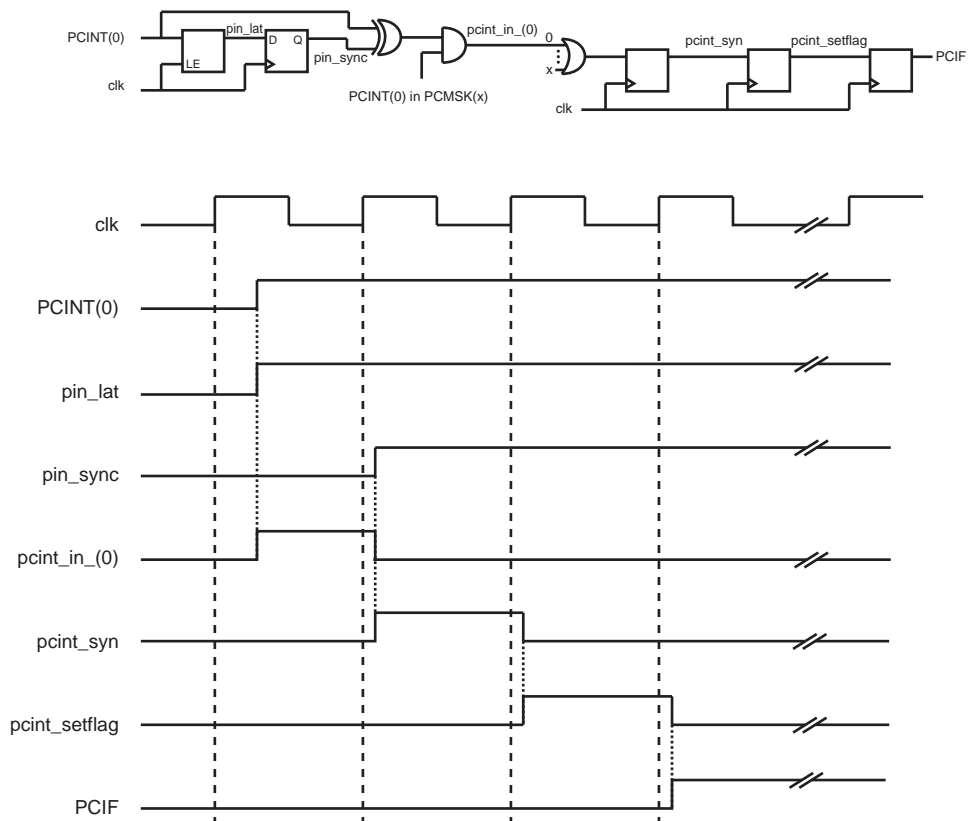 PCINT(0)
pin_lat
LE
D Q
pin_sync
clk
PCINT(0) in PCMSK(x)
pcint_in_(0)
0
x
clk
pcint_syn
pcint_setflag
PCIF
clk
PCINT(0)
pin_lat
pin_sync
pcint_in_(0)
pcint_syn
pcint_setflag
PCIF